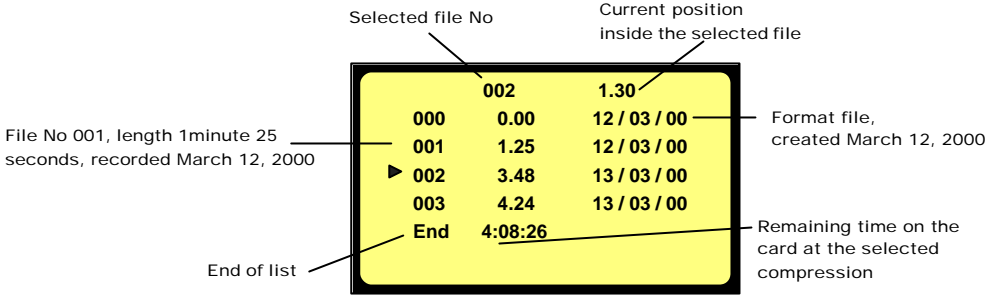 Selected file No
Current position
inside the selected file
002 1.30
000 0.00 12 / 03 / 00
001 1.25 12 / 03 / 00
002 3.48 13 / 03 / 00
003 4.24 13 / 03 / 00
End 4:08:26
File No 001, length 1minute 25
seconds, recorded March 12, 2000
Format file,
created March 12, 2000
End of list
Remaining time on the
card at the selected
compression